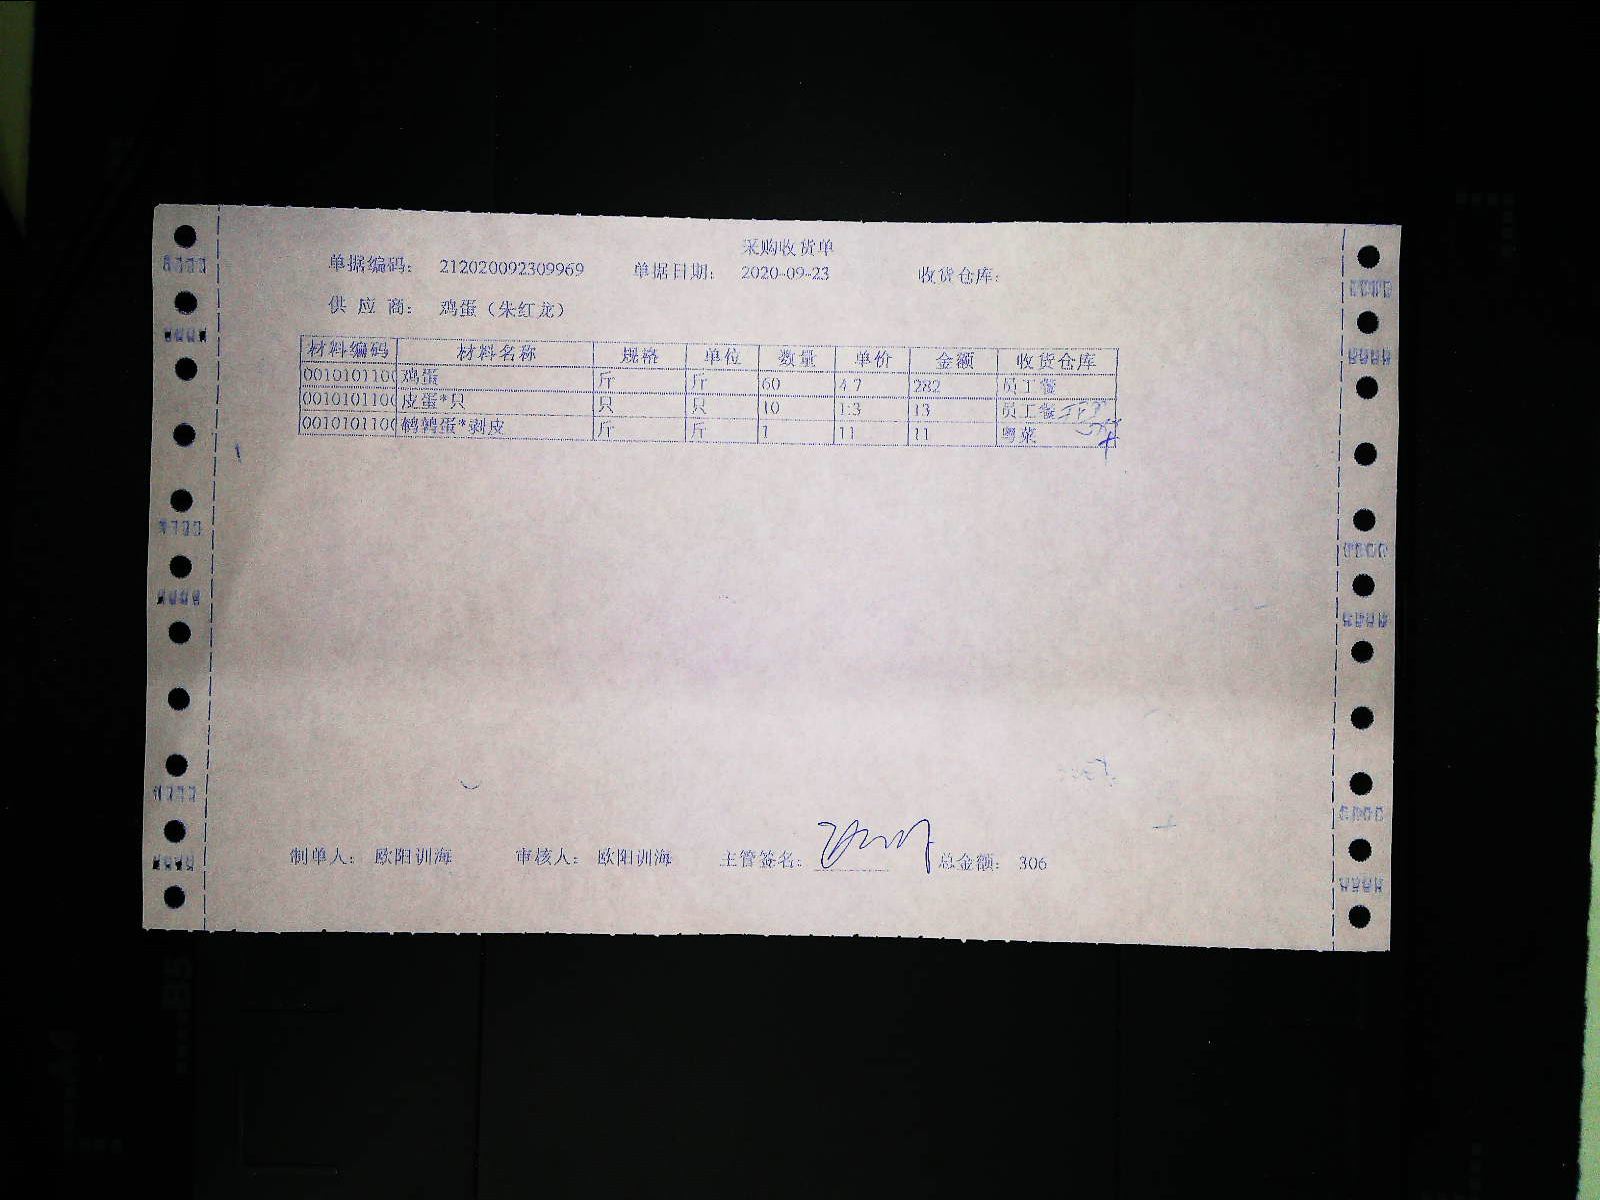 采购收货单
单据编码： 212020092309969 单据日期： 2020-09-23 收货仓库：
供 应 商： 鸡蛋（朱红龙）
材料编码 材料名称 规格 单位 数量 单价 金额 收货仓库
0010101100 鸡蛋 斤 斤 60 4.7 282 员工餐
0010101100 皮蛋*只 只 只 10 1.3 13 员工餐
0010101100 鹌鹑蛋*剥皮 斤 斤 1 11 11 粤菜
制单人： 欧阳训海 审核人： 欧阳训海 主管签名： 总金额： 306